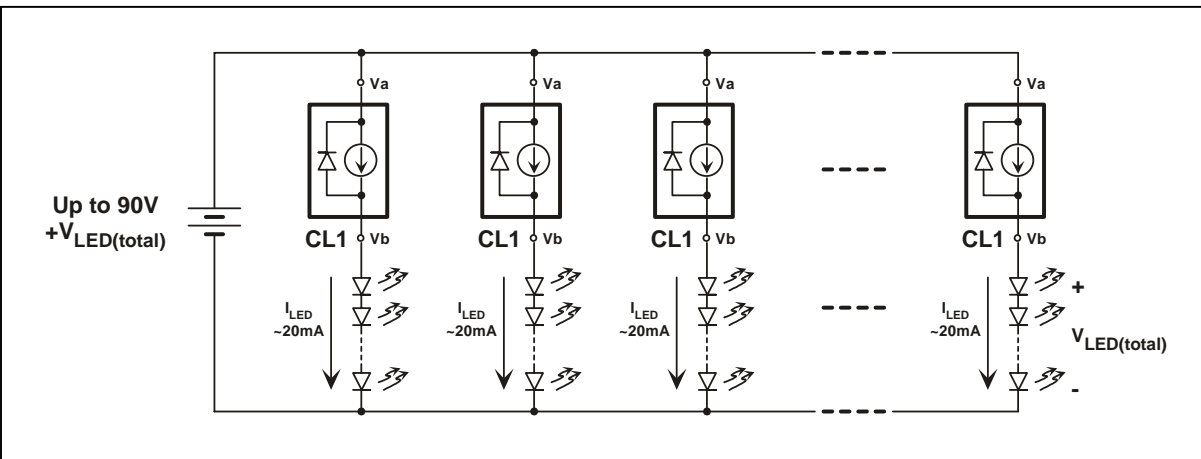 Va
Va
Va
Va
Up to 90V
+VLED(total)
CL1 Vb
CL1 Vb
CL1 Vb
CL1 Vb
ILED
~20mA
ILED
~20mA
ILED
~20mA
ILED
~20mA
+
VLED(total)
-